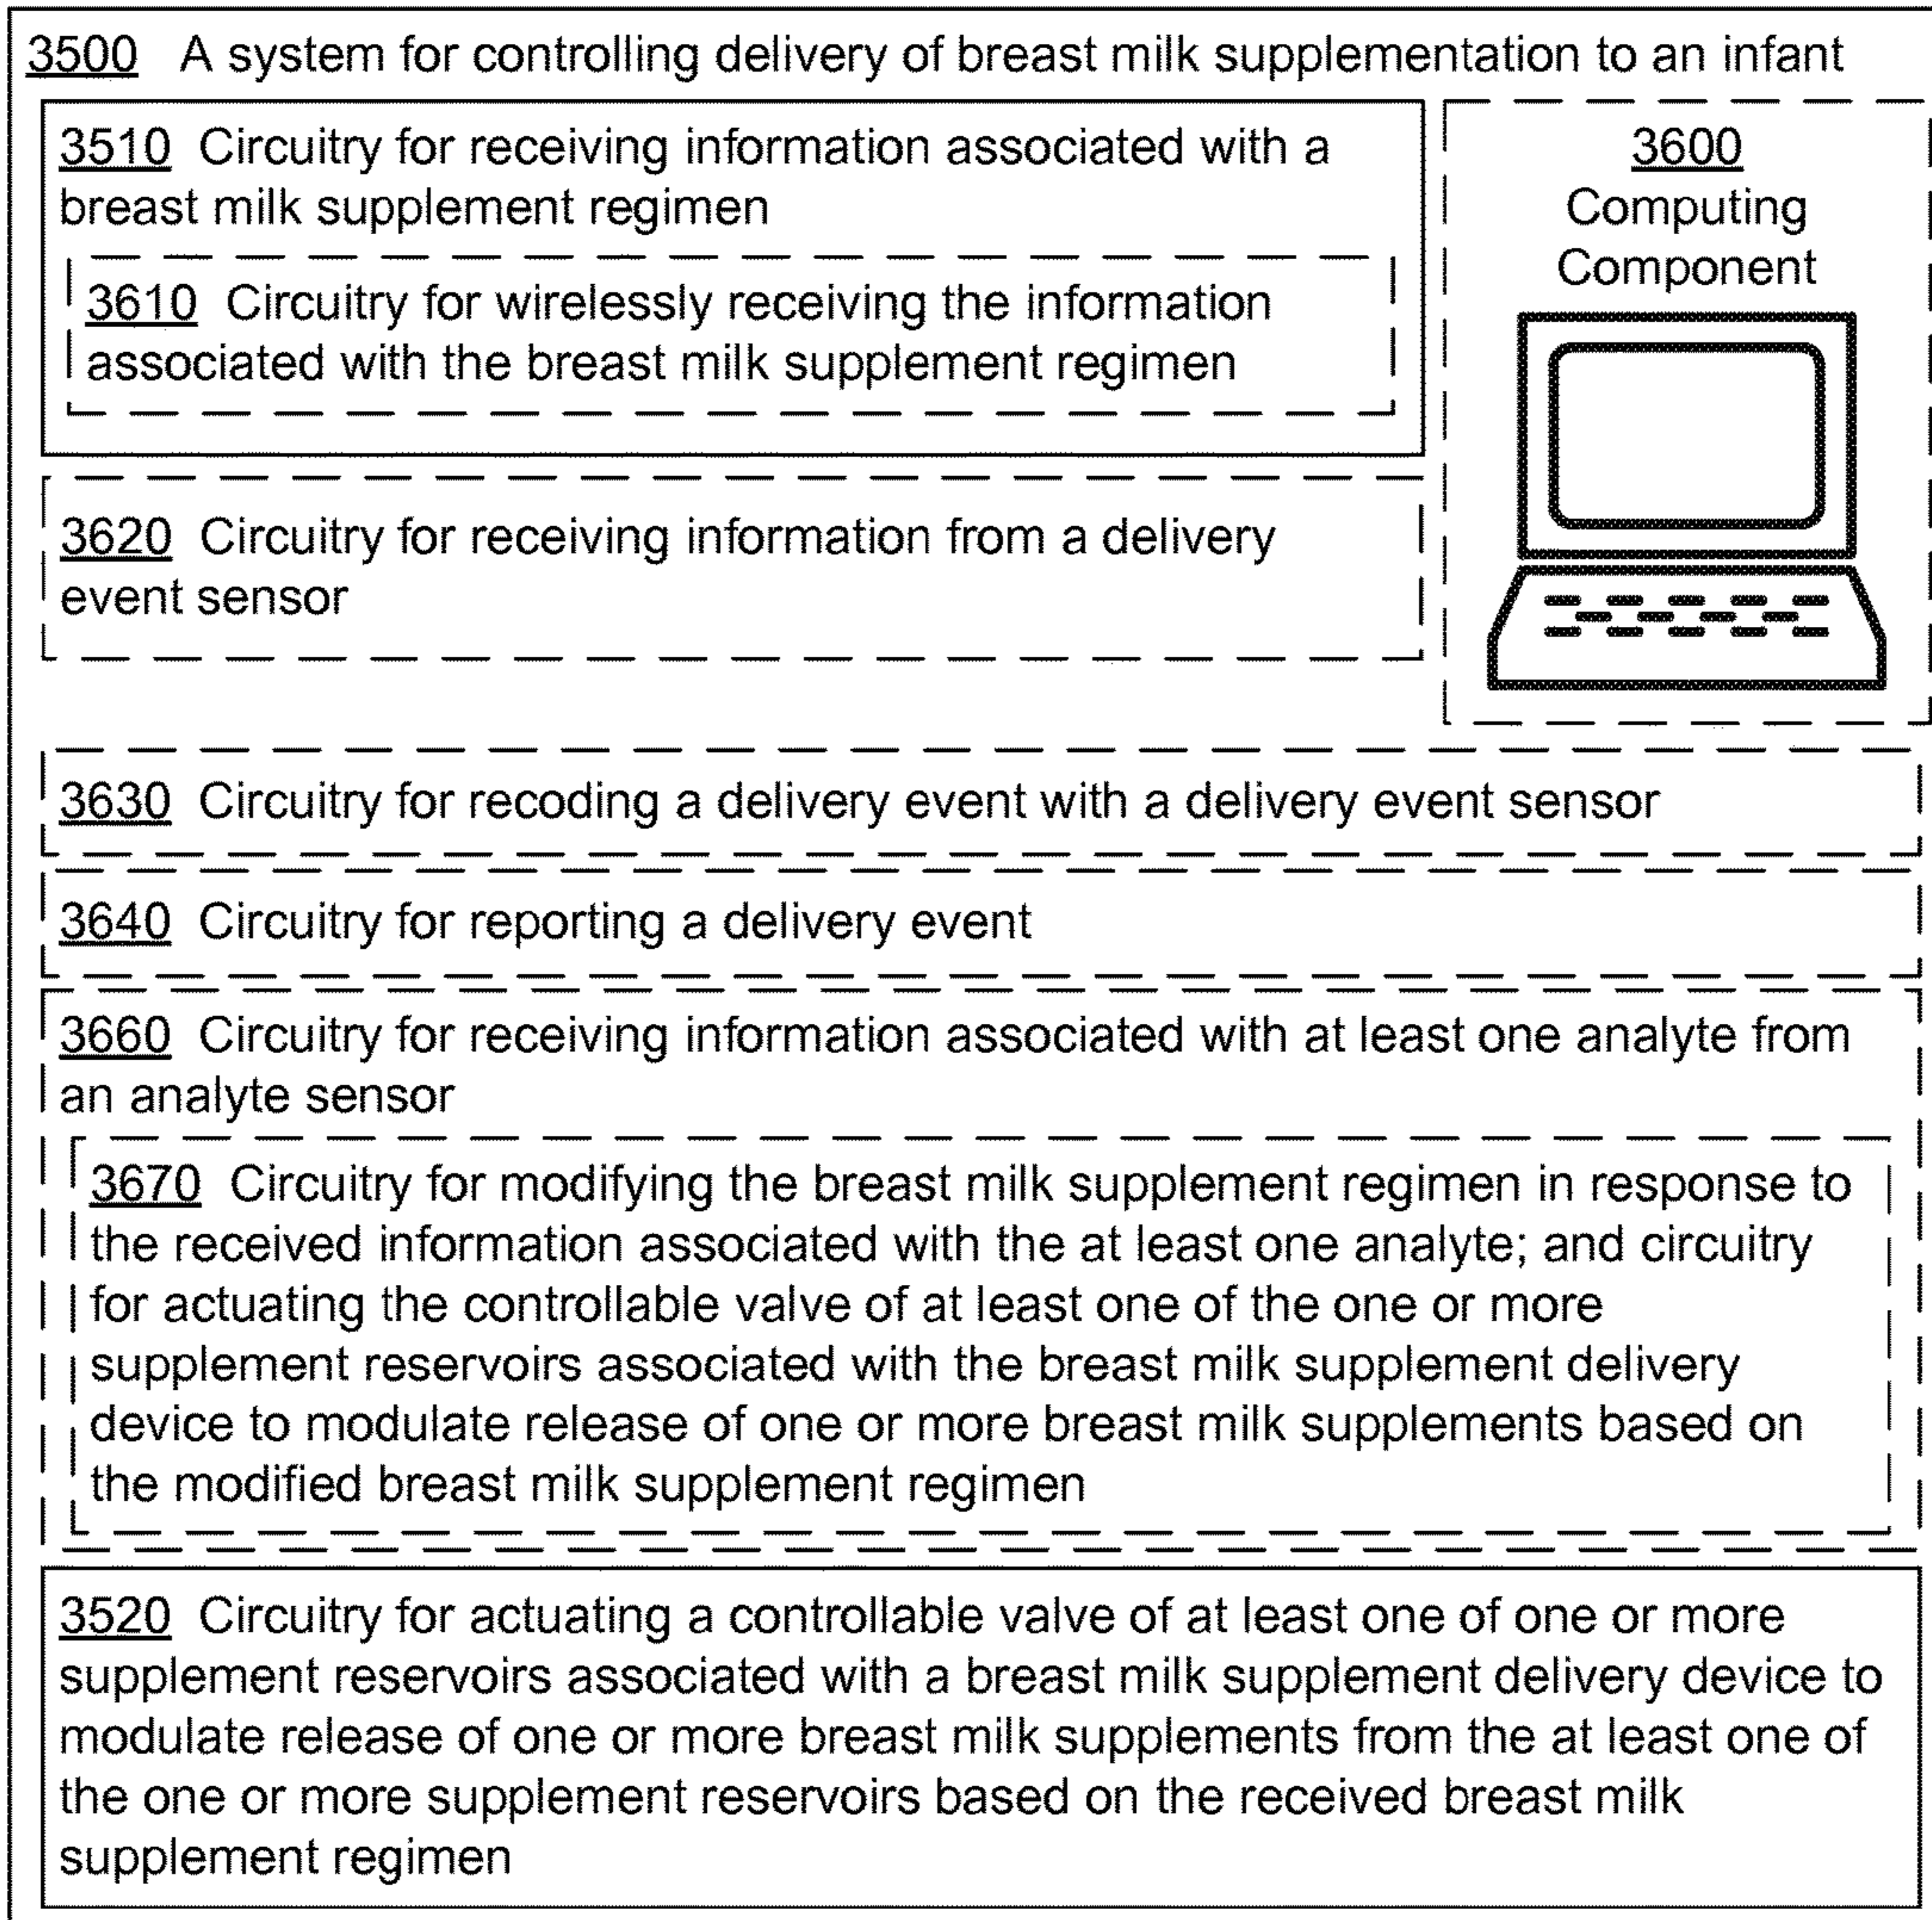 3500 A system for controlling delivery of breast milk supplementation to an infant
3510 Circuitry for receiving information associated with a
breast milk supplement regimen
3610 Circuitry for wirelessly receiving the information
associated with the breast milk supplement regimen
3600
Computing
Component
3620 Circuitry for receiving information from a delivery
event sensor
3630 Circuitry for recoding a delivery event with a delivery event sensor
3640 Circuitry for reporting a delivery event
3660 Circuitry for receiving information associated with at least one analyte from
an analyte sensor
3670 Circuitry for modifying the breast milk supplement regimen in response to
the received information associated with the at least one analyte; and circuitry
for actuating the controllable valve of at least one of the one or more
supplement reservoirs associated with the breast milk supplement delivery
device to modulate release of one or more breast milk supplements based on
the modified breast milk supplement regimen
3520 Circuitry for actuating a controllable valve of at least one of one or more
supplement reservoirs associated with a breast milk supplement delivery device to
modulate release of one or more breast milk supplements from the at least one of
the one or more supplement reservoirs based on the received breast milk
supplement regimen